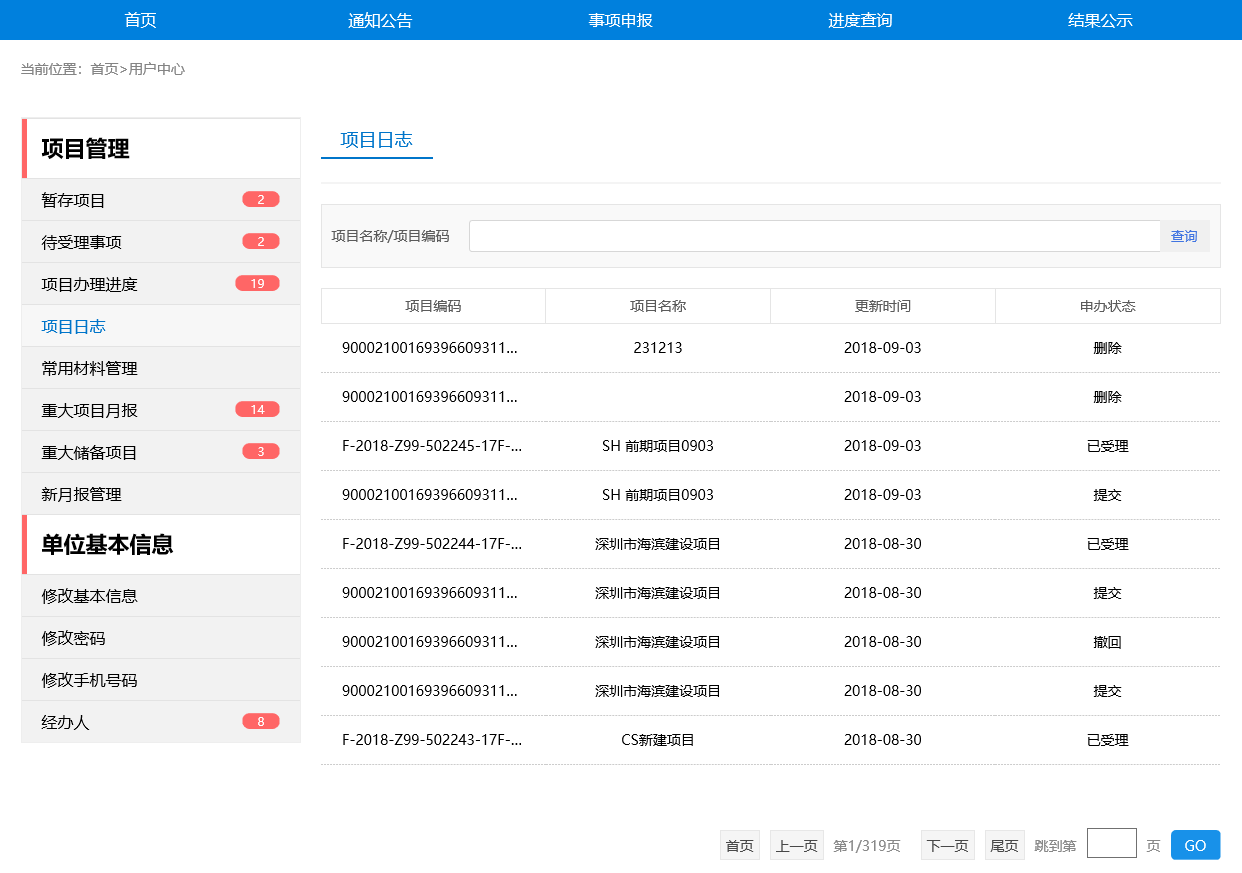 首页 通知公告 事项申报 进度查询 结果公示
当前位置：首页>用户中心
项目管理
暂存项目 2
待受理事项 2
项目办理进度 19
项目日志
常用材料管理
重大项目月报 14
重大储备项目 3
新月报管理
单位基本信息
修改基本信息
修改密码
修改手机号码
经办人 8
项目日志
项目名称/项目编码 查询
项目编码 项目名称 更新时间 申办状态
90002100169396609311... 231213 2018-09-03 删除
90002100169396609311... 2018-09-03 删除
F-2018-Z99-502245-17F-... SH 前期项目0903 2018-09-03 已受理
90002100169396609311... SH 前期项目0903 2018-09-03 提交
F-2018-Z99-502244-17F-... 深圳市海滨建设项目 2018-08-30 已受理
90002100169396609311... 深圳市海滨建设项目 2018-08-30 提交
90002100169396609311... 深圳市海滨建设项目 2018-08-30 撤回
90002100169396609311... 深圳市海滨建设项目 2018-08-30 提交
F-2018-Z99-502243-17F-... CS新建项目 2018-08-30 已受理
首页 上一页 第1/319页 下一页 尾页 跳到第 页 GO